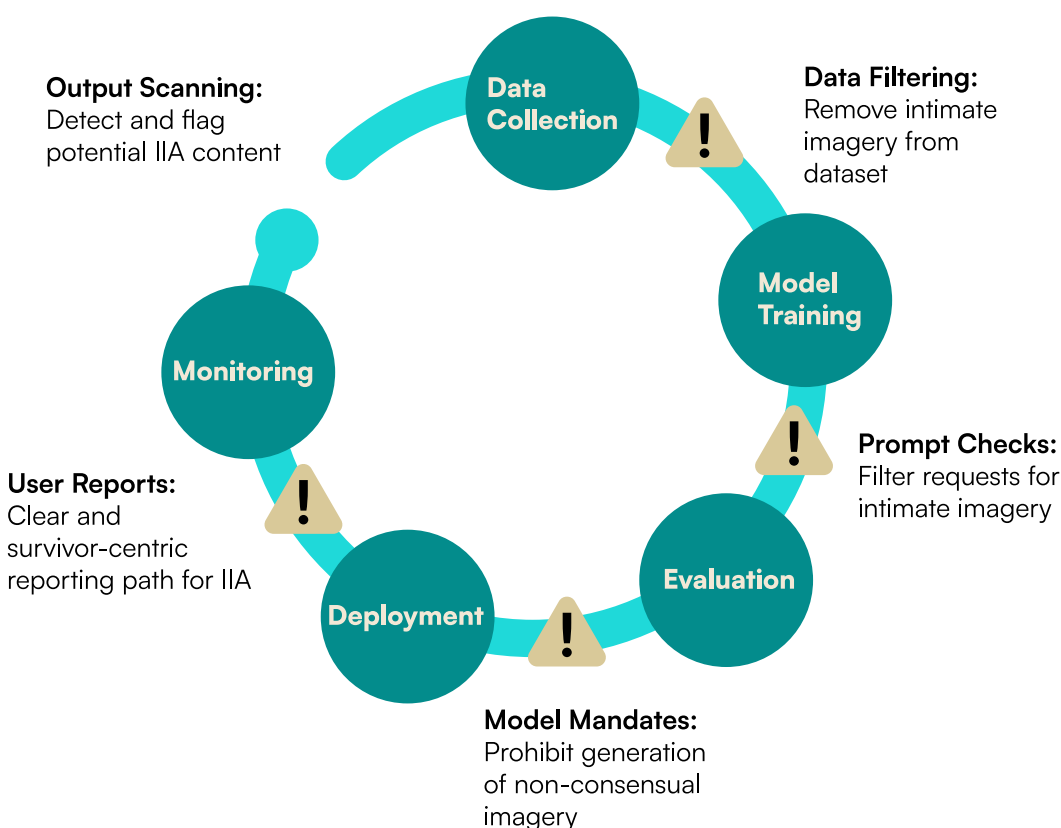 Output Scanning:
Detect and flag
potential IIA content
Data
Collection
Data Filtering:
Remove intimate
imagery from
dataset
Model
Training
Prompt Checks:
Filter requests for
intimate imagery
Evaluation
Model Mandates:
Prohibit generation
of non-consensual
imagery
Deployment
User Reports:
Clear and
survivor-centric
reporting path for IIA
Monitoring